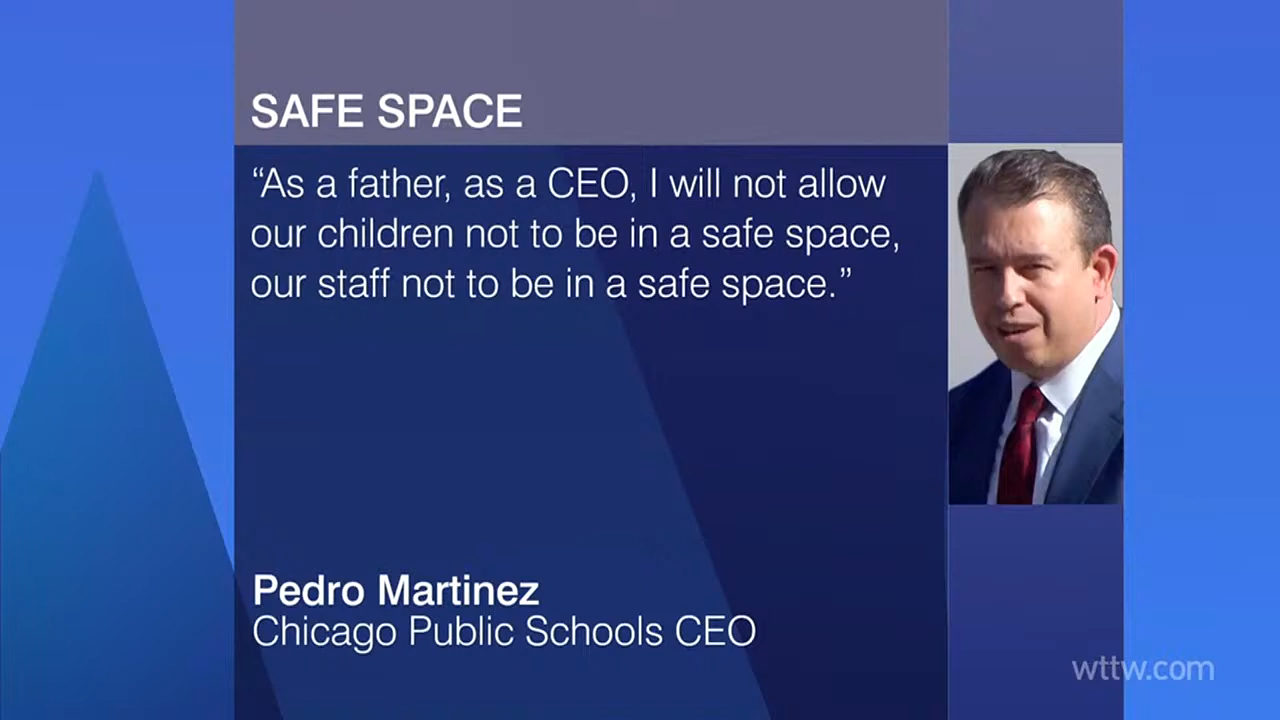 SAFE SPACE
“As a father, as a CEO, I will not allow
our children not to be in a safe space,
our staff not to be in a safe space.”
Pedro Martinez
Chicago Public Schools CEO
wttw.com